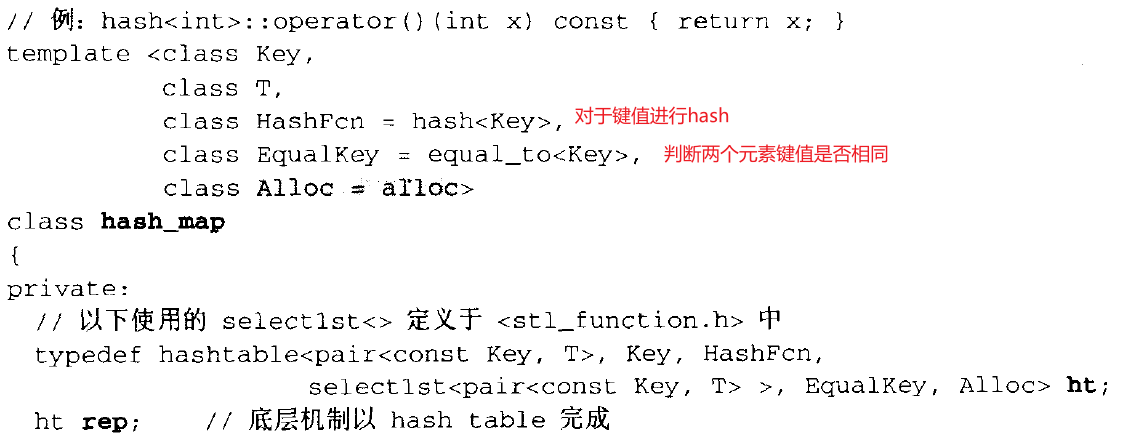 // 例：hash<int>::operator()(int x) const { return x; }
template <class Key,
class T,
class HashFcn = hash<Key>, 对于键值进行hash
class EqualKey = equal_to<Key>, 判断两个元素键值是否相同
class Alloc = alloc>
class hash_map
{
private:
// 以下使用的 select1st<> 定义于 <stl_function.h> 中
typedef hashtable<pair<const Key, T>, Key, HashFcn,
select1st<pair<const Key, T> >, EqualKey, Alloc> ht;
ht rep; // 底层机制以 hash table 完成